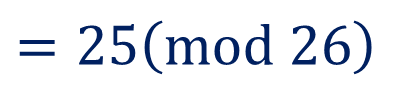 = 25(mod 26)